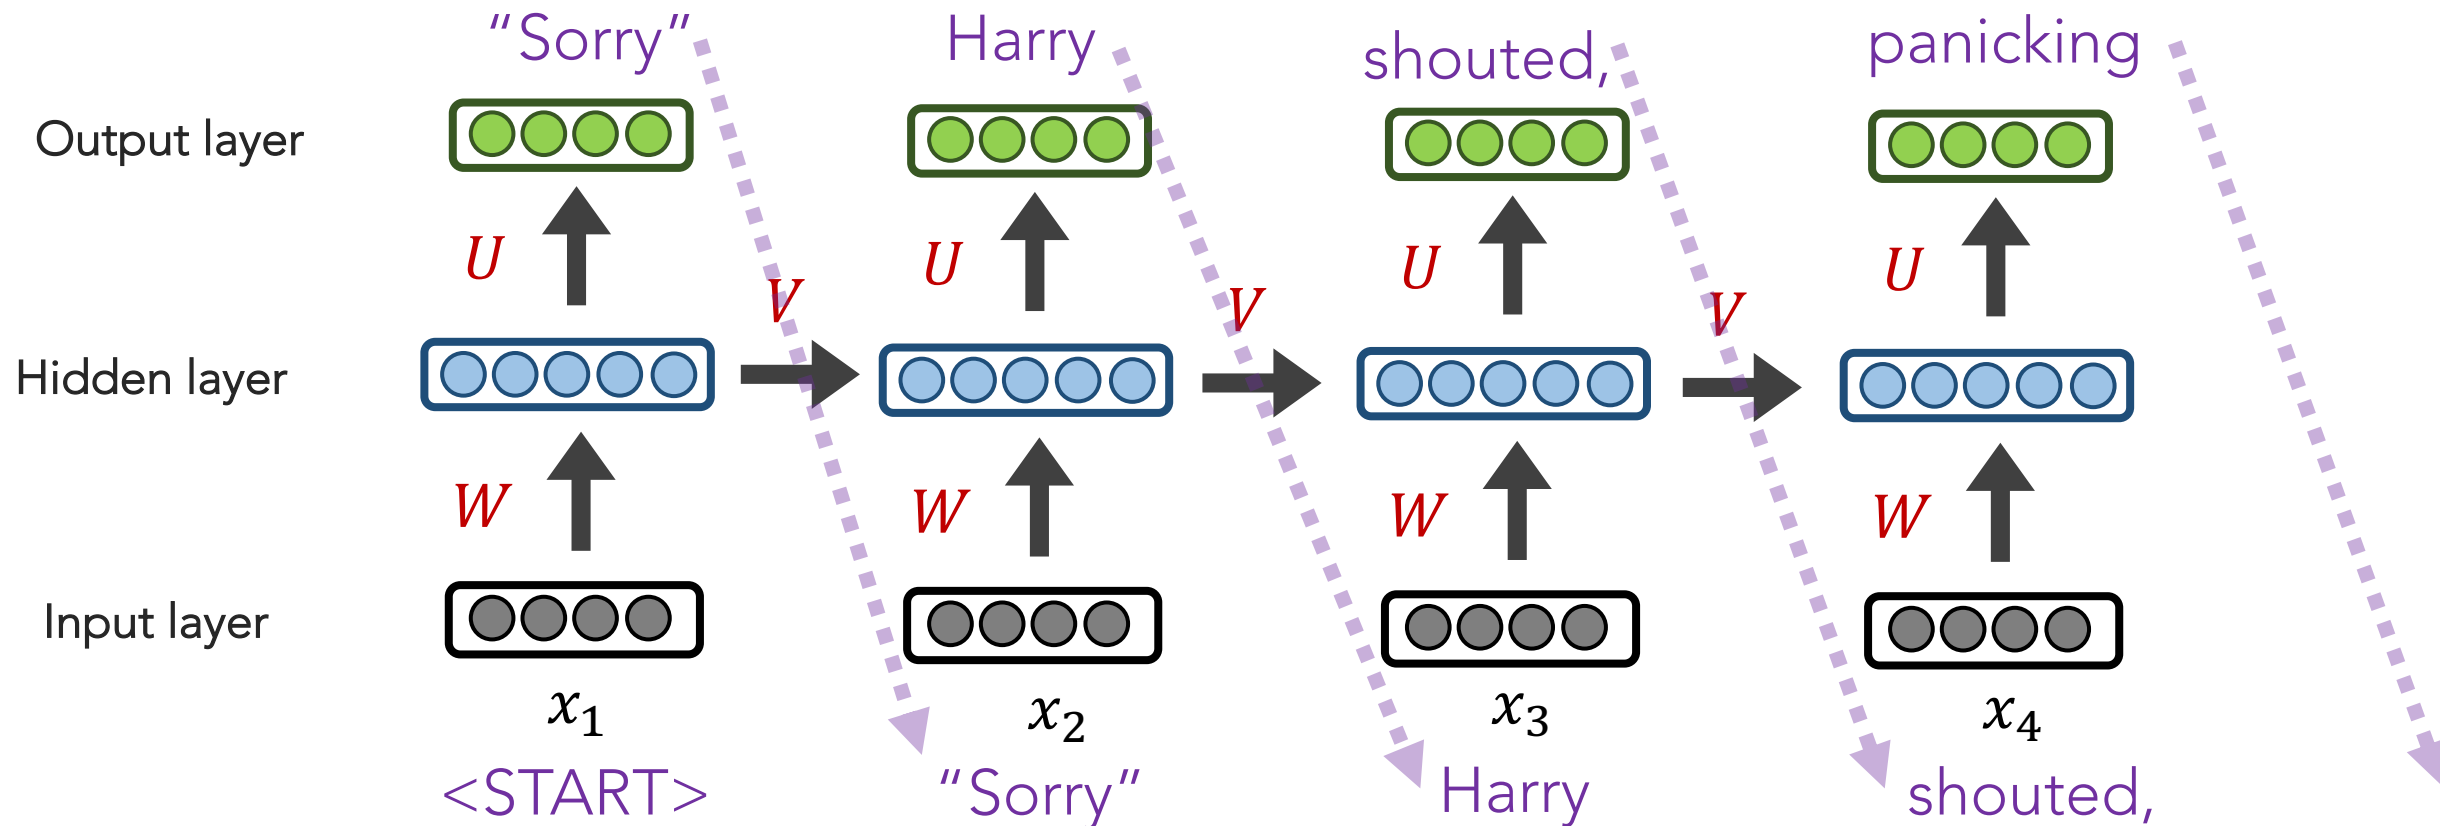 “Sorry” Harry shouted, panicking
Output layer
U U U U
V V V
Hidden layer
W W W W
Input layer
x₁ x₂ x₃ x₄
<START> “Sorry” Harry shouted,